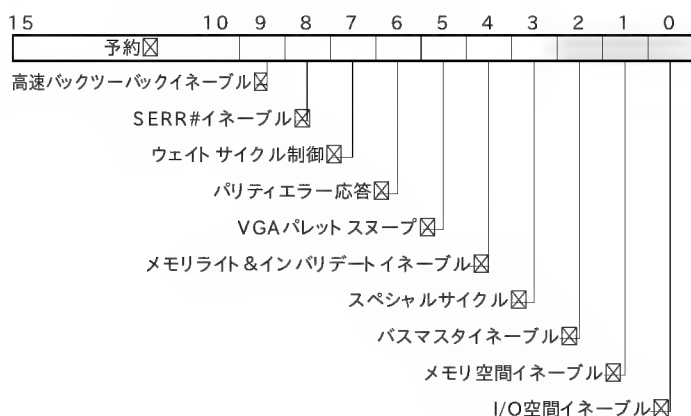 15 10 9 8 7 6 5 4 3 2 1 0
予約☒
高速バックツーバックイネーブル☒
SERR#イネーブル☒
ウェイトサイクル制御☒
パリティエラー応答☒
VGAパレットスヌープ☒
メモリライト&インバリデートイネーブル☒
スペシャルサイクル☒
バスマスタイネーブル☒
メモリ空間イネーブル☒
I/O空間イネーブル☒